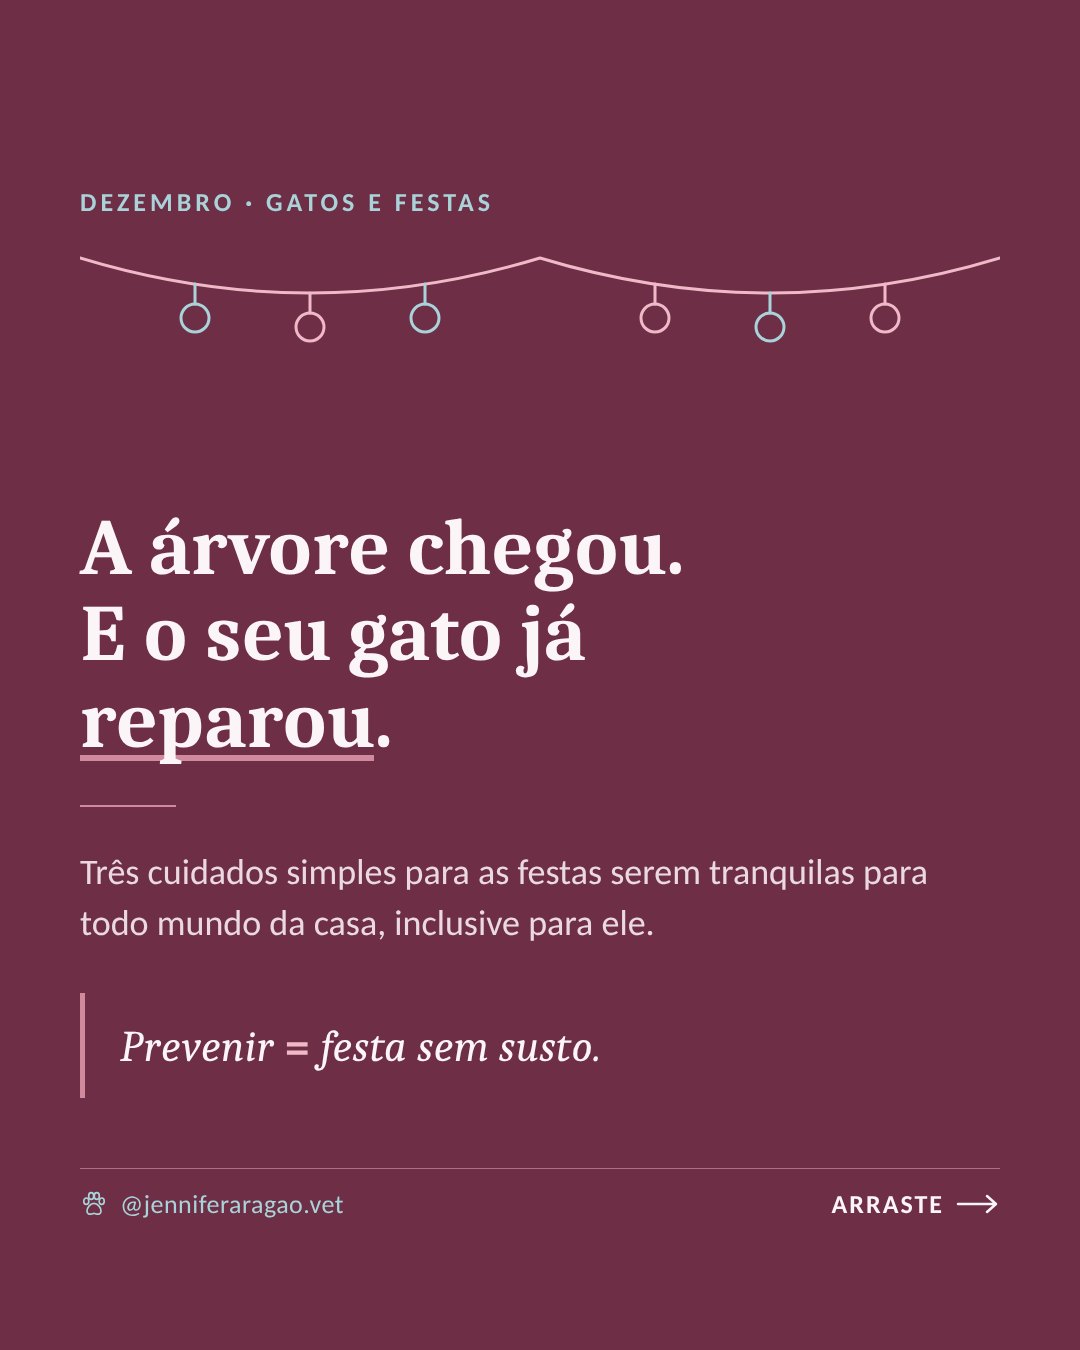 DEZEMBRO · GATOS E FESTAS
A árvore chegou.
E o seu gato já
reparou.
Três cuidados simples para as festas serem tranquilas para
todo mundo da casa, inclusive para ele.
Prevenir = festa sem susto.
@jenniferaragao.vet
ARRASTE →